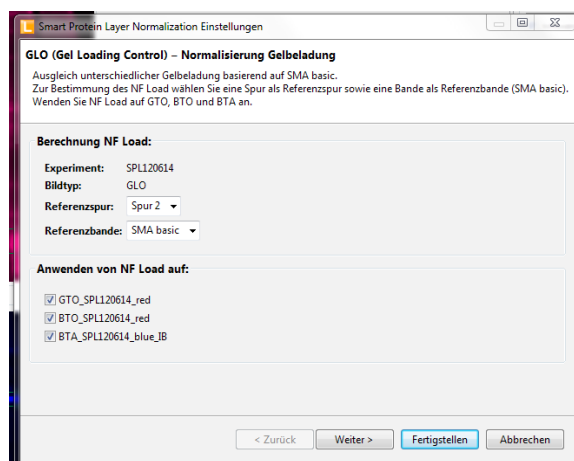 Smart Protein Layer Normalization Einstellungen
GLO (Gel Loading Control) – Normalisierung Gelbeladung
Ausgleich unterschiedlicher Gelbeladung basierend auf SMA basic.
Zur Bestimmung des NF Load wählen Sie eine Spur als Referenzspur sowie eine Bande als Referenzbande (SMA basic).
Wenden Sie NF Load auf GTO, BTO und BTA an.
Berechnung NF Load:
Experiment: SPL120614
Bildtyp: GLO
Referenzspur: Spur 2
Referenzbande: SMA basic
Anwenden von NF Load auf:
GTO_SPL120614_red
BTO_SPL120614_red
BTA_SPL120614_blue_IB
< Zurück Weiter > Fertigstellen Abbrechen